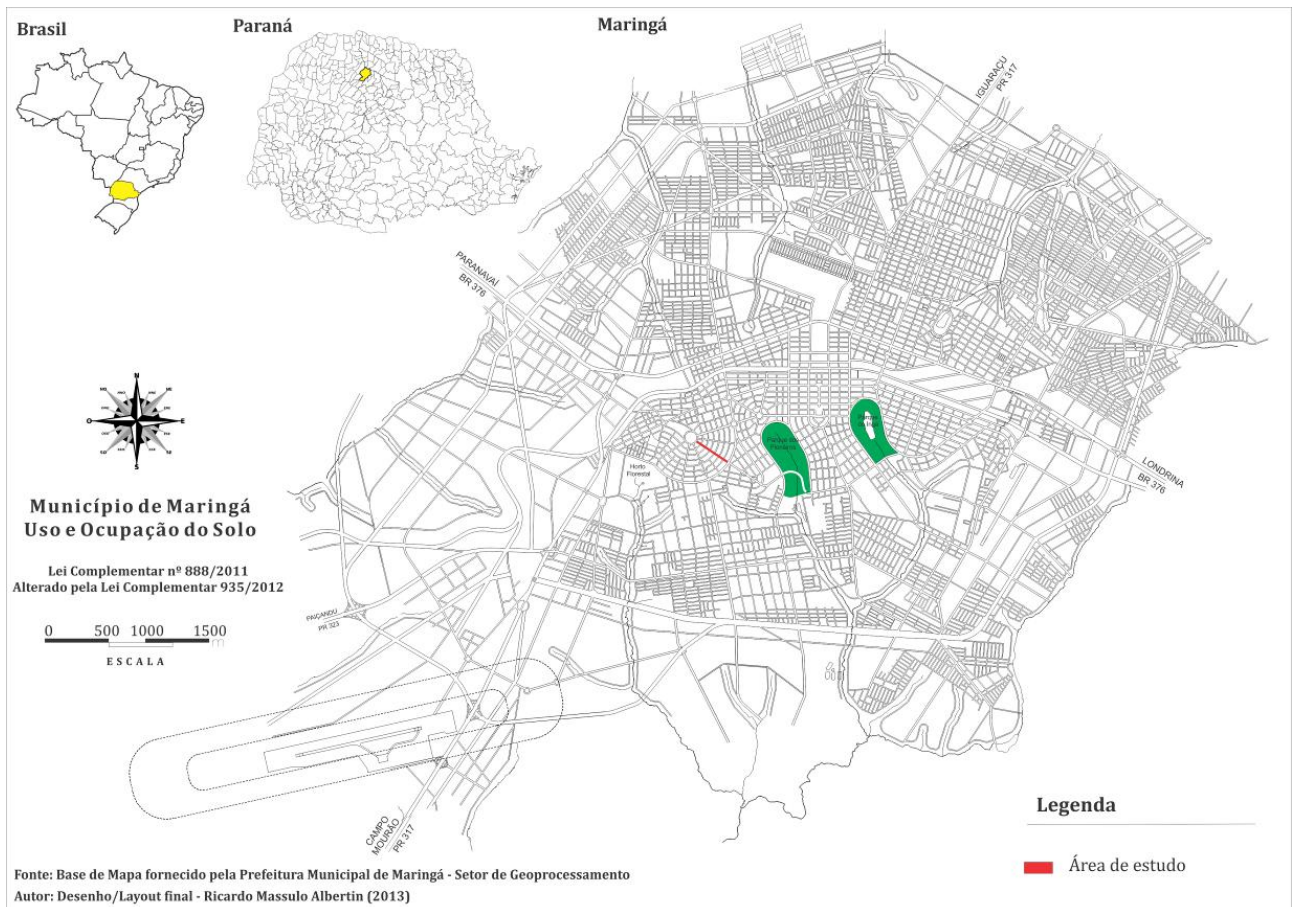 Brasil
Paraná
Maringá
IGUARAÇU
PR 317
PARANAVAÍ
BR 376
N
O
E
S
Parque do Ingá
Horto
Florestal
LONDRINA
BR 376
Município de Maringá
Uso e Ocupação do Solo
Lei Complementar nº 888/2011
Alterado pela Lei Complementar 935/2012
0 500 1000 1500
m
ESCALA
PAIÇANDU
PR 323
CAMPO
MOURÃO
PR 317
Legenda
Área de estudo
Fonte: Base de Mapa fornecido pela Prefeitura Municipal de Maringá - Setor de Geoprocessamento
Autor: Desenho/Layout final - Ricardo Massulo Albertin (2013)